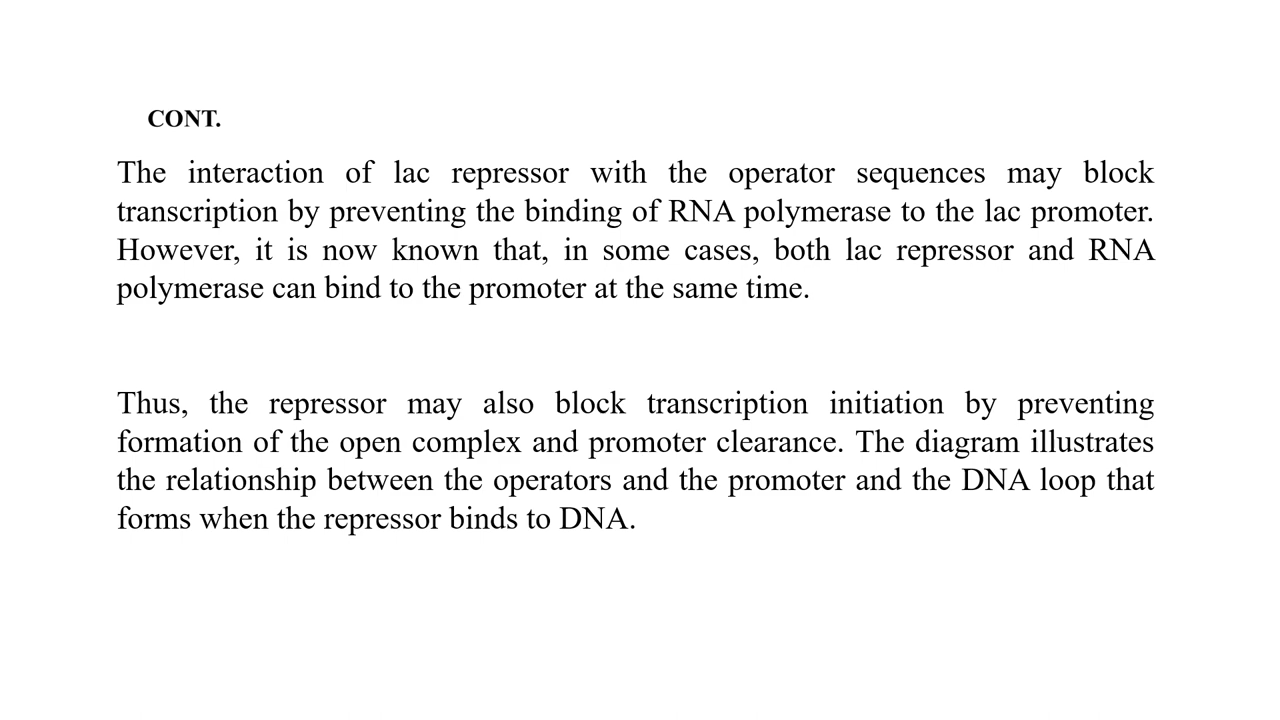 CONT.
The interaction of lac repressor with the operator sequences may block
transcription by preventing the binding of RNA polymerase to the lac promoter.
However, it is now known that, in some cases, both lac repressor and RNA
polymerase can bind to the promoter at the same time.
Thus, the repressor may also block transcription initiation by preventing
formation of the open complex and promoter clearance. The diagram illustrates
the relationship between the operators and the promoter and the DNA loop that
forms when the repressor binds to DNA.